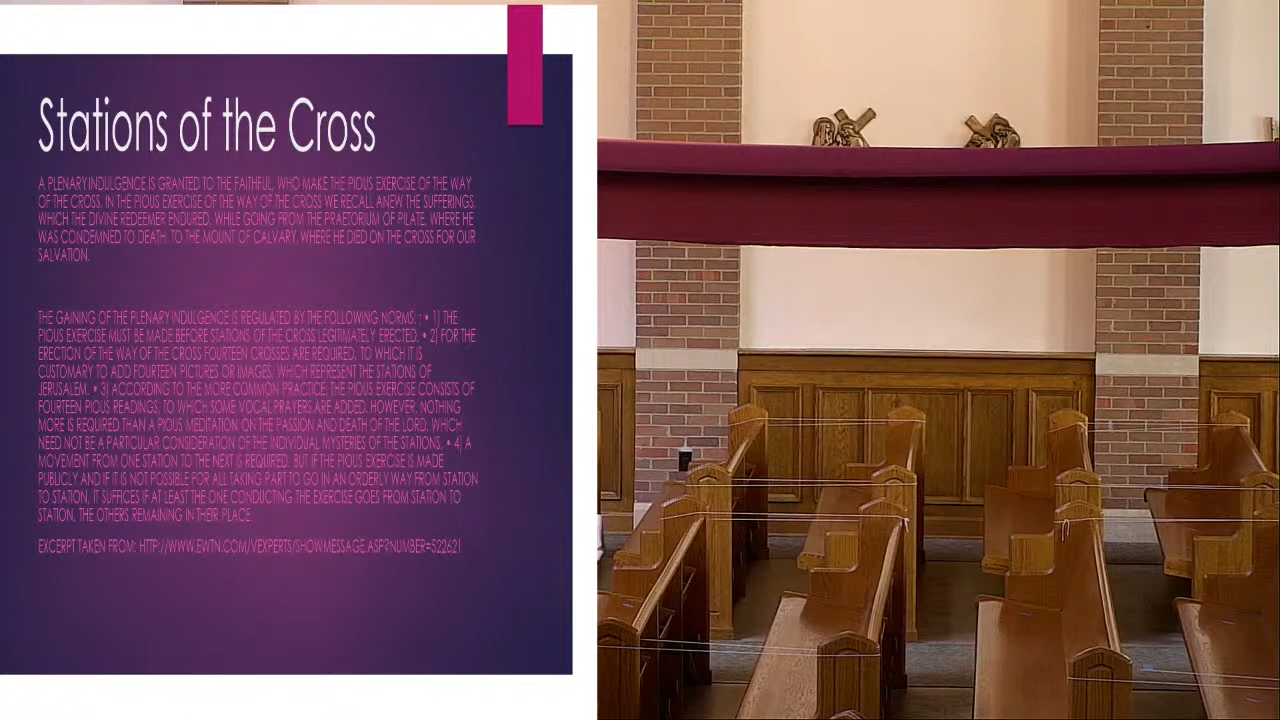 Stations of the Cross
A PLENARY INDULGENCE IS GRANTED TO THE FAITHFUL, WHO MAKE THE PIOUS EXERCISE OF THE WAY
OF THE CROSS. IN THE PIOUS EXERCISE OF THE WAY OF THE CROSS WE RECALL ANEW THE SUFFERINGS,
WHICH THE DIVINE REDEEMER ENDURED, WHILE GOING FROM THE PRAETORIUM OF PILATE, WHERE HE
WAS CONDEMNED TO DEATH, TO THE MOUNT OF CALVARY, WHERE HE DIED ON THE CROSS FOR OUR
SALVATION.
THE GAINING OF THE PLENARY INDULGENCE IS REGULATED BY THE FOLLOWING NORMS: ; • 1) THE
PIOUS EXERCISE MUST BE MADE BEFORE STATIONS OF THE CROSS LEGITIMATELY ERECTED. • 2) FOR THE
ERECTION OF THE WAY OF THE CROSS FOURTEEN CROSSES ARE REQUIRED, TO WHICH IT IS
CUSTOMARY TO ADD FOURTEEN PICTURES OR IMAGES, WHICH REPRESENT THE STATIONS OF
JERUSALEM. • 3) ACCORDING TO THE MORE COMMON PRACTICE, THE PIOUS EXERCISE CONSISTS OF
FOURTEEN PIOUS READINGS, TO WHICH SOME VOCAL PRAYERS ARE ADDED. HOWEVER, NOTHING
MORE IS REQUIRED THAN A PIOUS MEDITATION ON THE PASSION AND DEATH OF THE LORD, WHICH
NEED NOT BE A PARTICULAR CONSIDERATION OF THE INDIVIDUAL MYSTERIES OF THE STATIONS. • 4) A
MOVEMENT FROM ONE STATION TO THE NEXT IS REQUIRED. BUT IF THE PIOUS EXERCISE IS MADE
PUBLICLY AND IF IT IS NOT POSSIBLE FOR ALL TAKING PART TO GO IN AN ORDERLY WAY FROM STATION
TO STATION, IT SUFFICES IF AT LEAST THE ONE CONDUCTING THE EXERCISE GOES FROM STATION TO
STATION, THE OTHERS REMAINING IN THEIR PLACE.
EXCERPT TAKEN FROM: HTTP://WWW.EWTN.COM/VEXPERTS/SHOWMESSAGE.ASP?NUMBER=522621